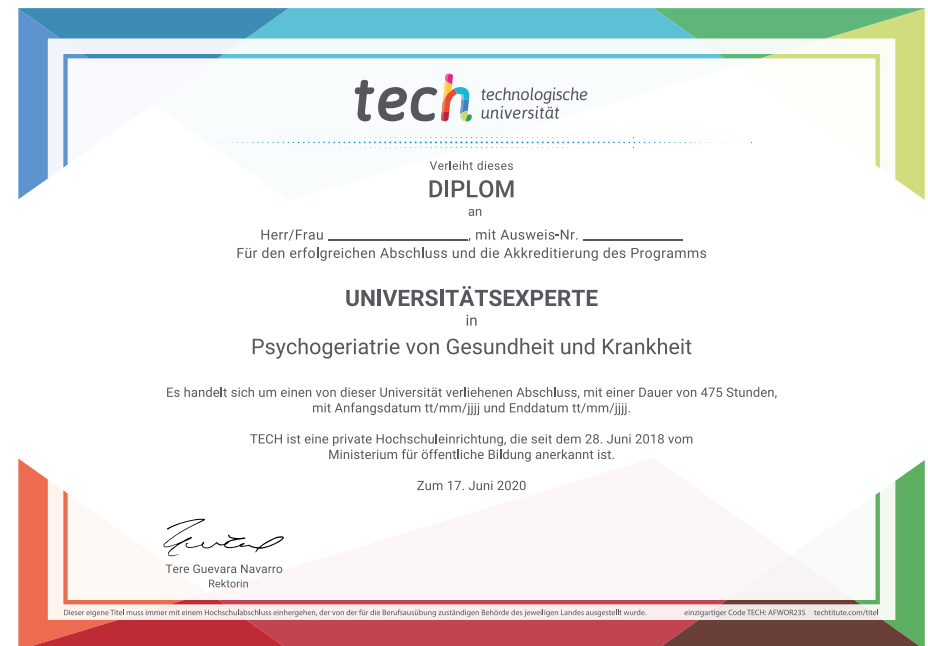 tech technologische
universität
Verleiht dieses
DIPLOM
an
Herr/Frau ____________________, mit Ausweis-Nr. ______________
Für den erfolgreichen Abschluss und die Akkreditierung des Programms
UNIVERSITÄTSEXPERTE
in
Psychogeriatrie von Gesundheit und Krankheit
Es handelt sich um einen von dieser Universität verliehenen Abschluss, mit einer Dauer von 475 Stunden,
mit Anfangsdatum tt/mm/jjjj und Enddatum tt/mm/jjjj.
TECH ist eine private Hochschuleinrichtung, die seit dem 28. Juni 2018 vom
Ministerium für öffentliche Bildung anerkannt ist.
Zum 17. Juni 2020
Tere Guevara Navarro
Rektorin
Dieser eigene Titel muss immer mit einem Hochschulabschluss einhergehen, der von der für die Berufsausübung zuständigen Behörde des jeweiligen Landes ausgestellt wurde. einzigartiger Code TECH: AFWOR23S techtitute.com/titel